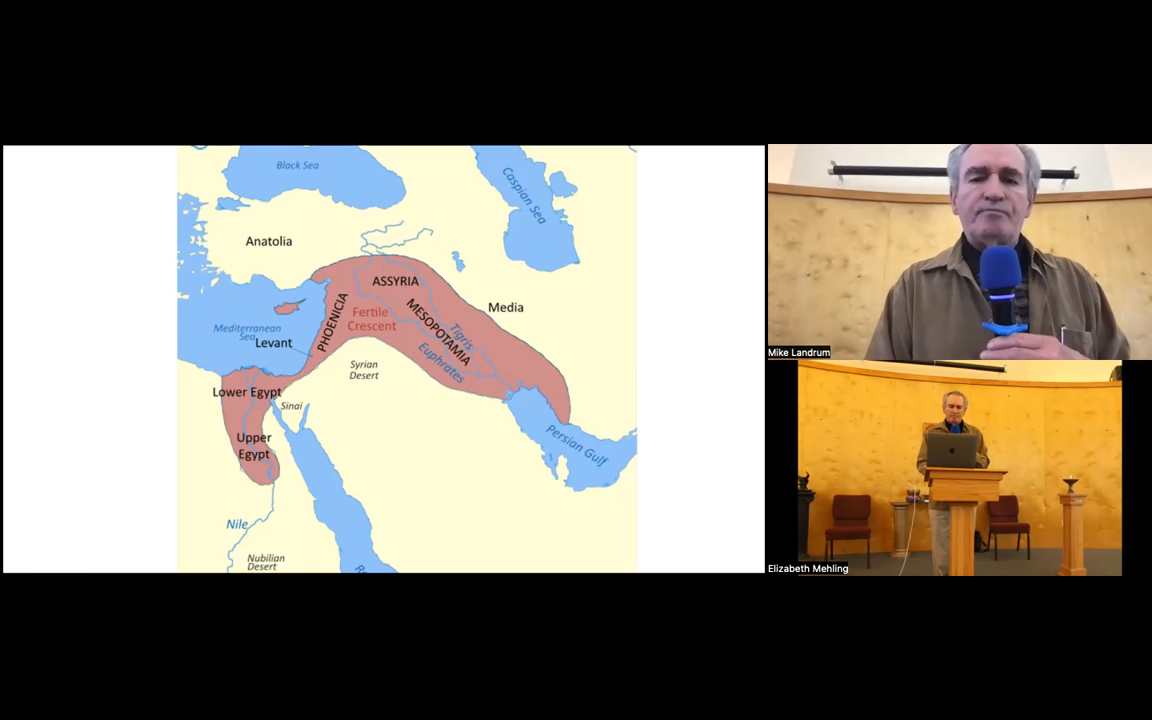 Black Sea
Caspian Sea
Anatolia
ASSYRIA
Media
PHOENICIA
Fertile
Crescent
MESOPOTAMIA
Tigris
Mediterranean
Sea
Levant
Euphrates
Syrian
Desert
Lower Egypt
Sinai
Upper
Egypt
Persian Gulf
Nile
Nubilian
Desert
Mike Landrum
Elizabeth Mehling